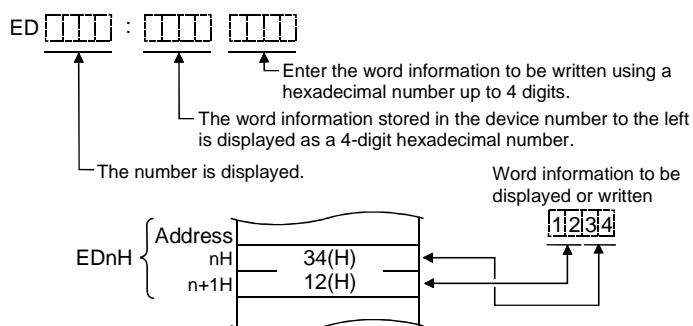 ED :
Enter the word information to be written using a
hexadecimal number up to 4 digits.
The word information stored in the device number to the left
is displayed as a 4-digit hexadecimal number.
The number is displayed.
Word information to be
displayed or written
1234
Address
EDnH
nH 34(H)
n+1H 12(H)